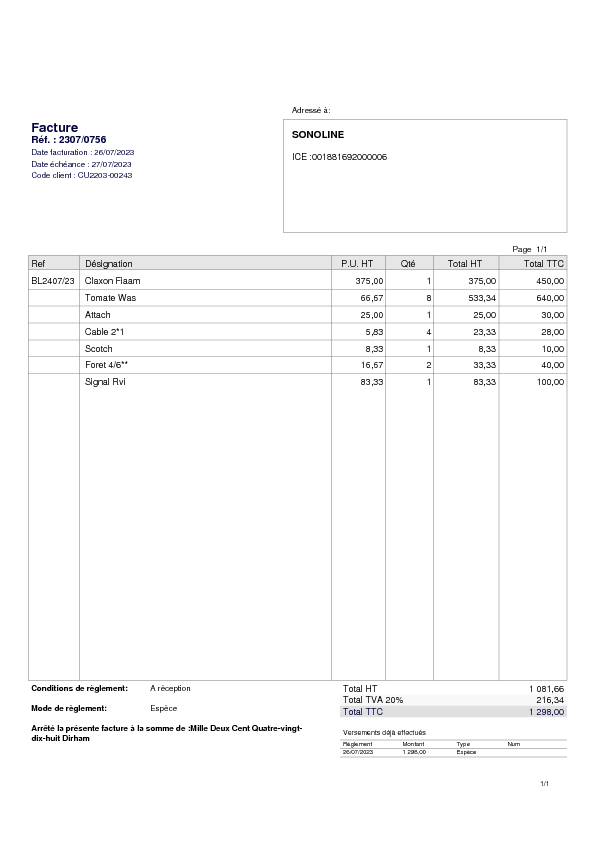 Adressé à:
Facture
Réf. : 2307/0756
Date facturation : 26/07/2023
Date échéance : 27/07/2023
Code client : CU2203-00243
SONOLINE
ICE :001881692000006
Page 1/1
Ref Désignation P.U. HT Qté Total HT Total TTC
BL2407/23 Claxon Fiaam 375,00 1 375,00 450,00
Tomate Was 66,67 8 533,34 640,00
Attach 25,00 1 25,00 30,00
Cable 2*1 5,83 4 23,33 28,00
Scotch 8,33 1 8,33 10,00
Foret 4/6** 16,67 2 33,33 40,00
Signal Rvi 83,33 1 83,33 100,00
Conditions de règlement: A réception
Mode de règlement: Espèce
Arrêté la présente facture à la somme de :Mille Deux Cent Quatre-vingt-
dix-huit Dirham
Total HT 1 081,66
Total TVA 20% 216,34
Total TTC 1 298,00
Versements déjà effectués
Règlement Montant Type Num
26/07/2023 1 298,00 Espèce
1/1